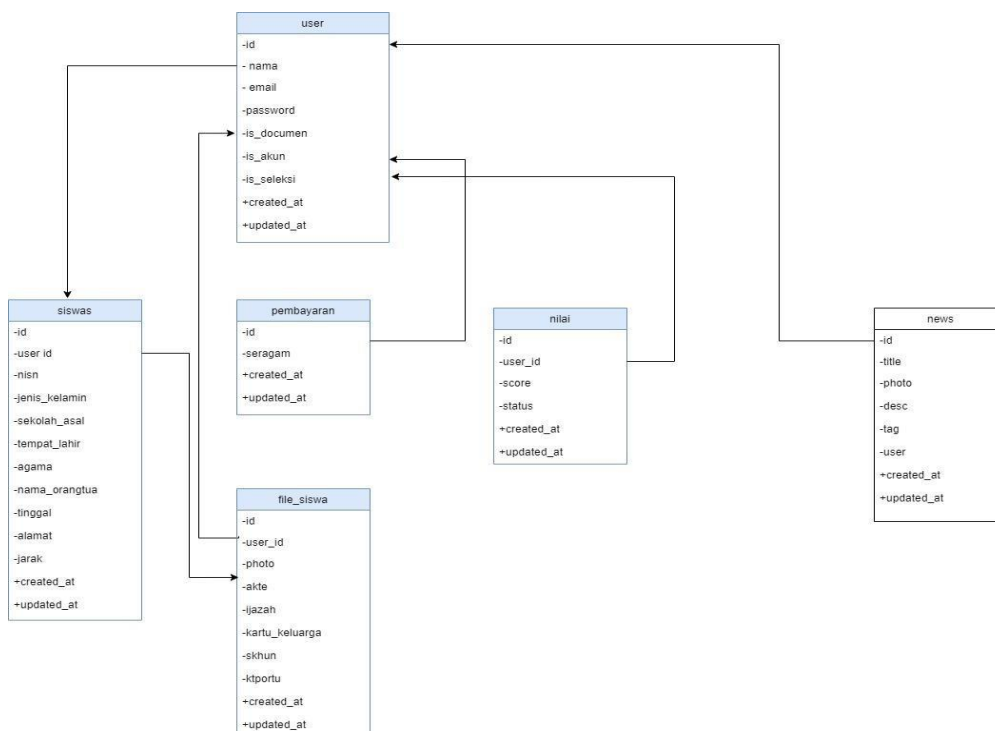 user
-id
- nama
- email
-password
-is_documen
-is_akun
-is_seleksi
+created_at
+updated_at
siswas
-id
-user id
-nisn
-jenis_kelamin
-sekolah_asal
-tempat_lahir
-agama
-nama_orangtua
-tinggal
-alamat
-jarak
+created_at
+updated_at
pembayaran
-id
-seragam
+created_at
+updated_at
nilai
-id
-user_id
-score
-status
+created_at
+updated_at
news
-id
-title
-photo
-desc
-tag
-user
+created_at
+updated_at
file_siswa
-id
-user_id
-photo
-akte
-ijazah
-kartu_keluarga
-skhun
-ktportu
+created_at
+updated_at